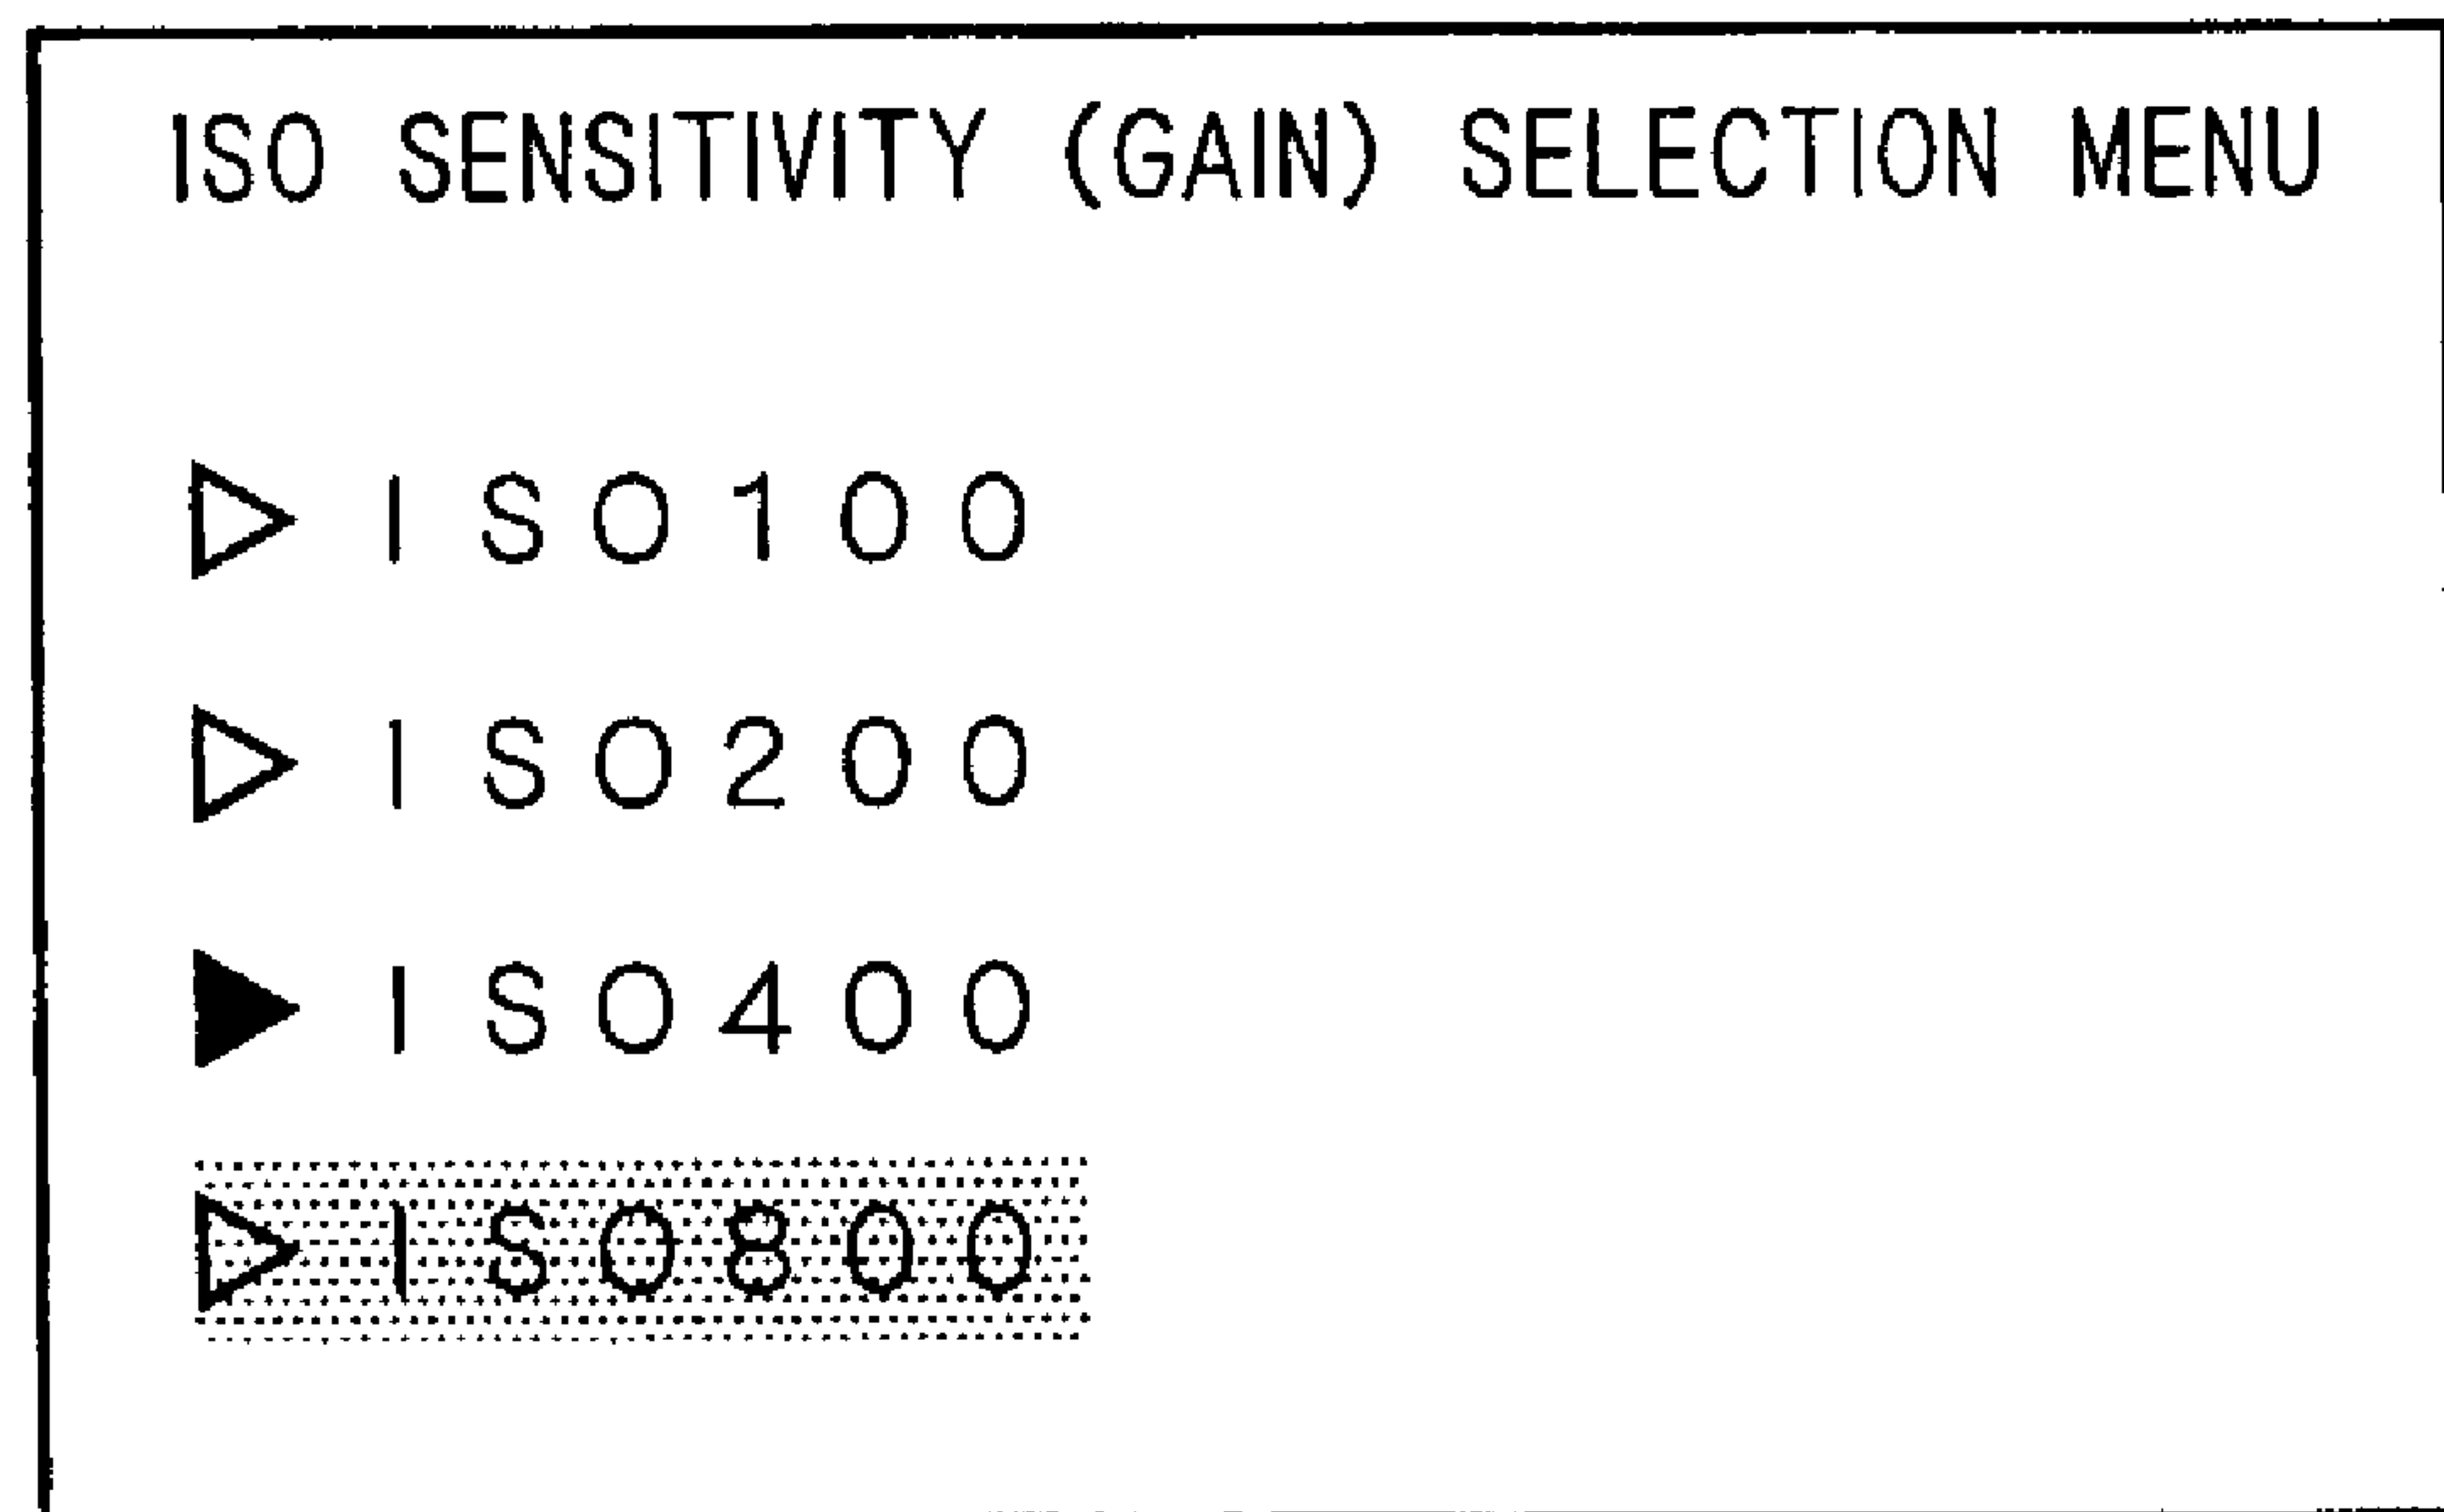 ISO SENSITIVITY (GAIN) SELECTION MENU
▷ ISO100
▷ ISO200
▶ ISO400
▷ ISO800